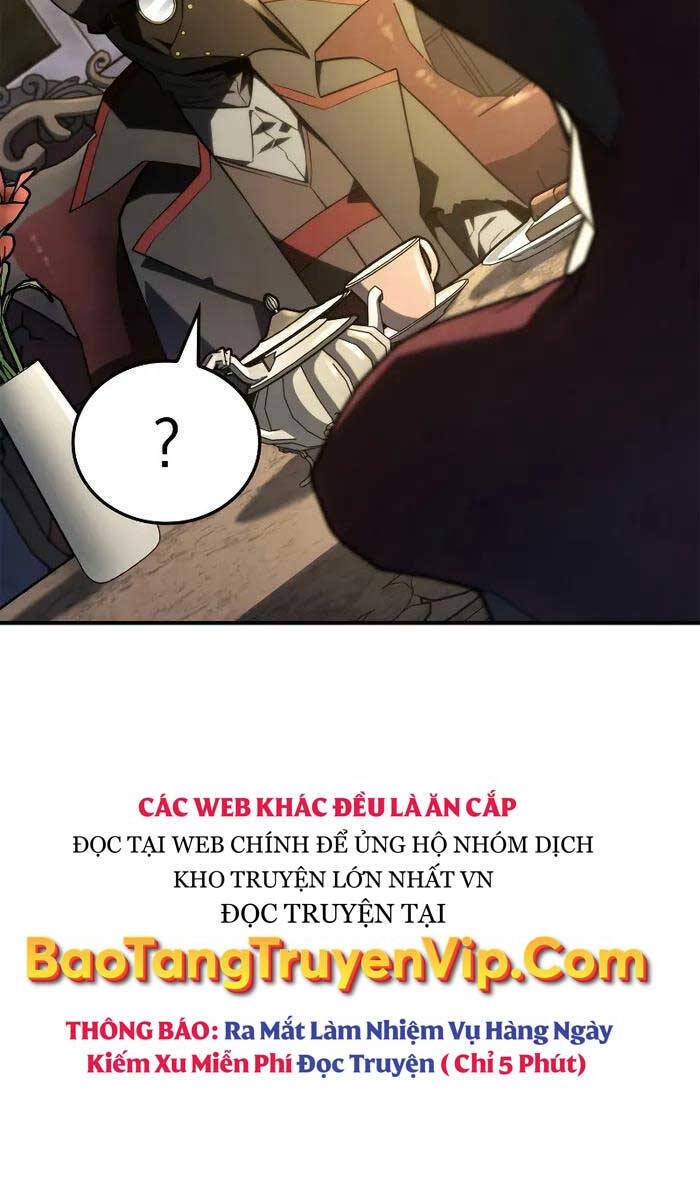 ?
CÁC WEB KHÁC ĐỀU LÀ ĂN CẮP
ĐỌC TẠI WEB CHÍNH ĐỂ ỦNG HỘ NHÓM DỊCH
KHO TRUYỆN LỚN NHẤT VN
ĐỌC TRUYỆN TẠI
BaoTangTruyenVip.Com
THÔNG BÁO: Ra Mắt Làm Nhiệm Vụ Hàng Ngày
Kiếm Xu Miễn Phí Đọc Truyện ( Chỉ 5 Phút)